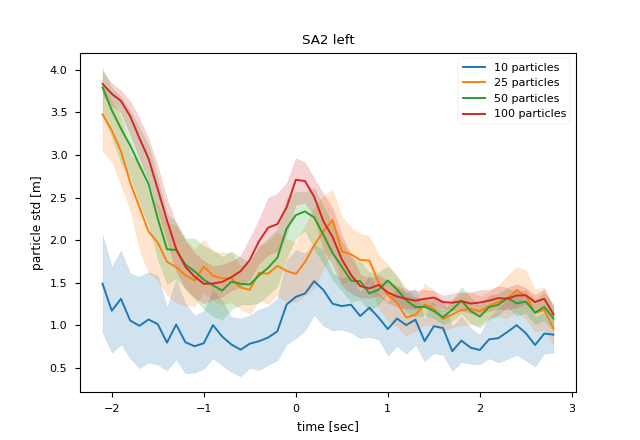 SA2 left
10 particles
25 particles
50 particles
100 particles
particle std [m]
4.0
3.5
3.0
2.5
2.0
1.5
1.0
0.5
−2
−1
0
1
2
3
time [sec]